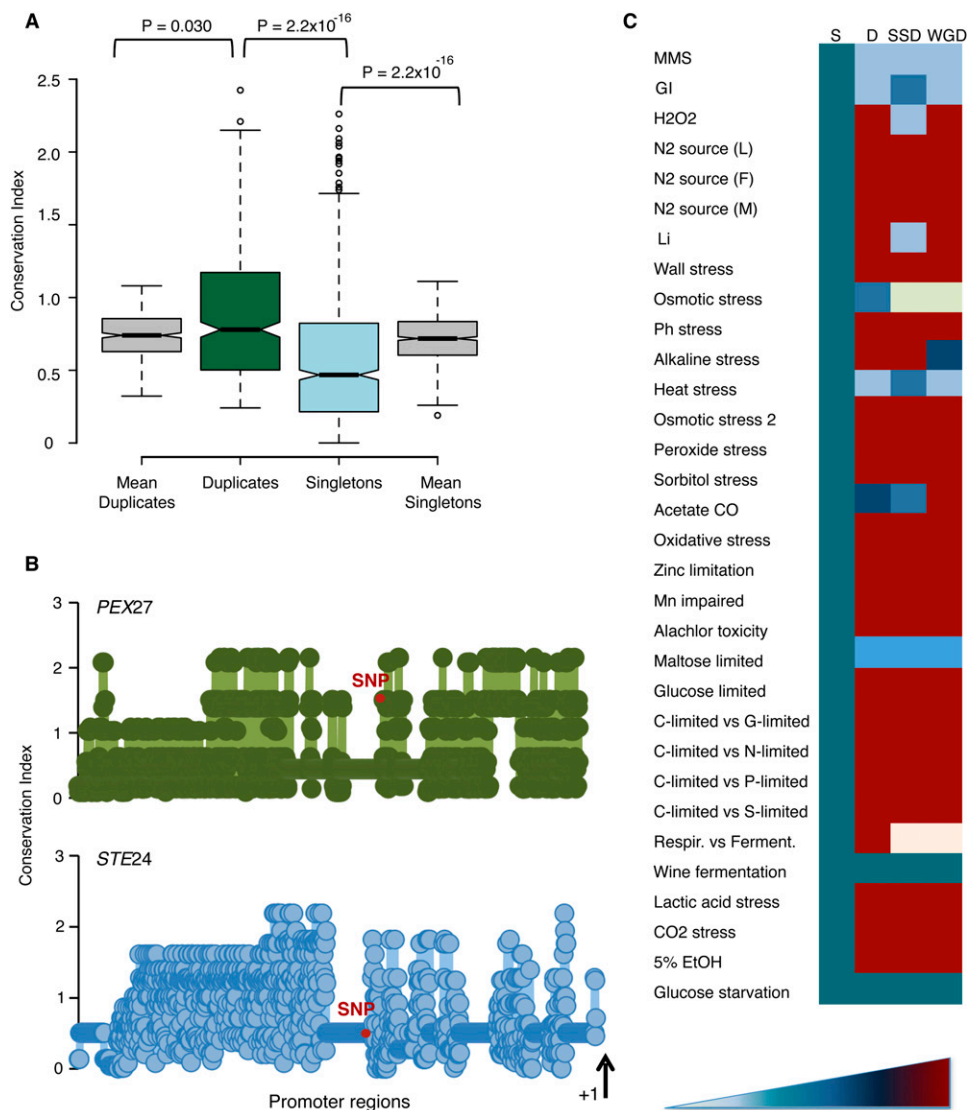 A
P = 0.030
P = 2.2x10-16
P = 2.2x10-16
Conservation Index
2.5
2.0
1.5
1.0
0.5
0
Mean Duplicates
Duplicates
Singletons
Mean Singletons
B
PEX27
3
2
1
0
SNP
Conservation Index
STE24
3
2
1
0
SNP
+1
Promoter regions
C
S D SSD WGD
MMS
GI
H2O2
N2 source (L)
N2 source (F)
N2 source (M)
Li
Wall stress
Osmotic stress
Ph stress
Alkaline stress
Heat stress
Osmotic stress 2
Peroxide stress
Sorbitol stress
Acetate CO
Oxidative stress
Zinc limitation
Mn impaired
Alachlor toxicity
Maltose limited
Glucose limited
C-limited vs G-limited
C-limited vs N-limited
C-limited vs P-limited
C-limited vs S-limited
Respir. vs Ferment.
Wine fermentation
Lactic acid stress
CO2 stress
5% EtOH
Glucose starvation